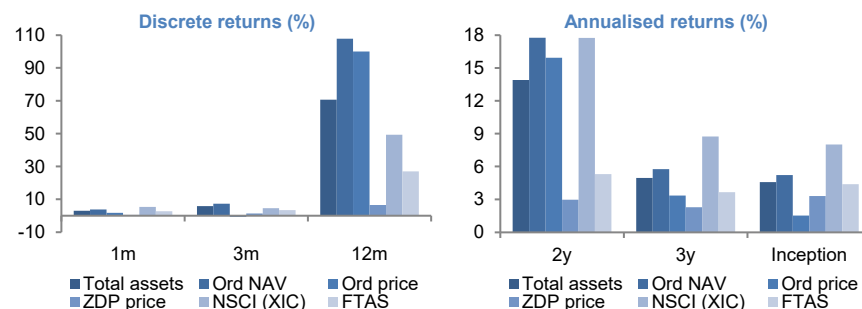 Discrete returns (%)
110
90
70
50
30
10
-10
1m 3m 12m
Total assets Ord NAV Ord price
ZDP price NSCI (XIC) FTAS
Annualised returns (%)
18
15
12
9
6
3
0
2y 3y Inception
Total assets Ord NAV Ord price
ZDP price NSCI (XIC) FTAS